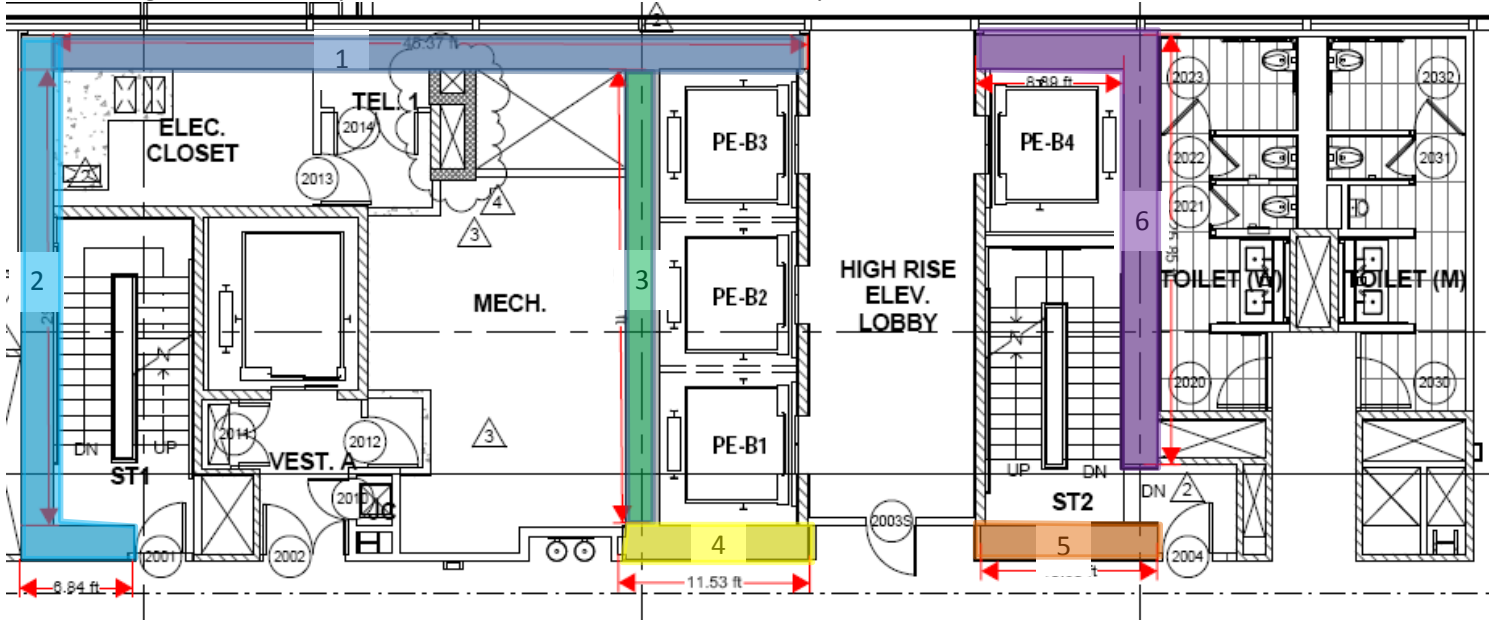 2
46.37 ft
1
8.89 ft
TEL. 1
2014
2023
2032
ELEC.
CLOSET
PE-B3
PE-B4
2022
2031
2013
4
2021
3
6
HIGH RISE
ELEV.
LOBBY
2
3
TOILET (W)
TOILET (M)
MECH.
PE-B2
N
N
2020
2030
2011
2012
3
PE-B1
DN
UP
ST1
VEST. A
UP
DN
2010
JC
ST2
DN
2
2003S
2001
2002
4
5
2004
6.84 ft
11.53 ft
ft